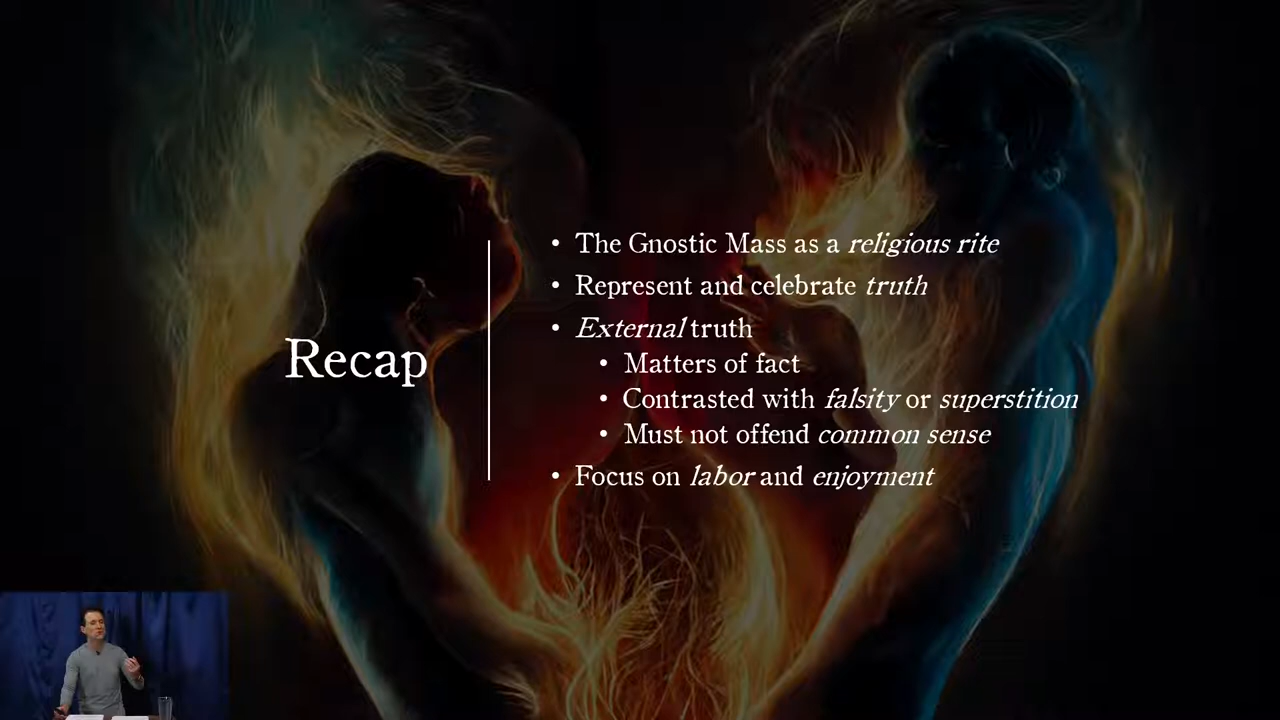 Recap
• The Gnostic Mass as a religious rite
• Represent and celebrate truth
• External truth
• Matters of fact
• Contrasted with falsity or superstition
• Must not offend common sense
• Focus on labor and enjoyment